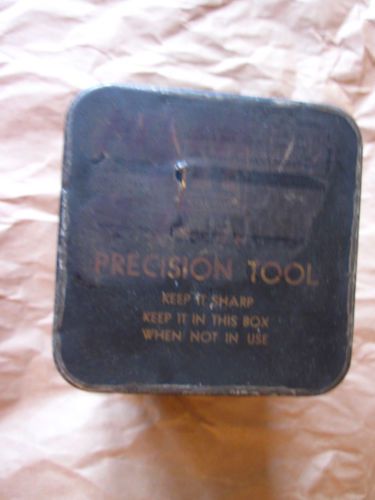 PRECISION TOOL
KEEP IT SHARP
KEEP IT IN THIS BOX
WHEN NOT IN USE